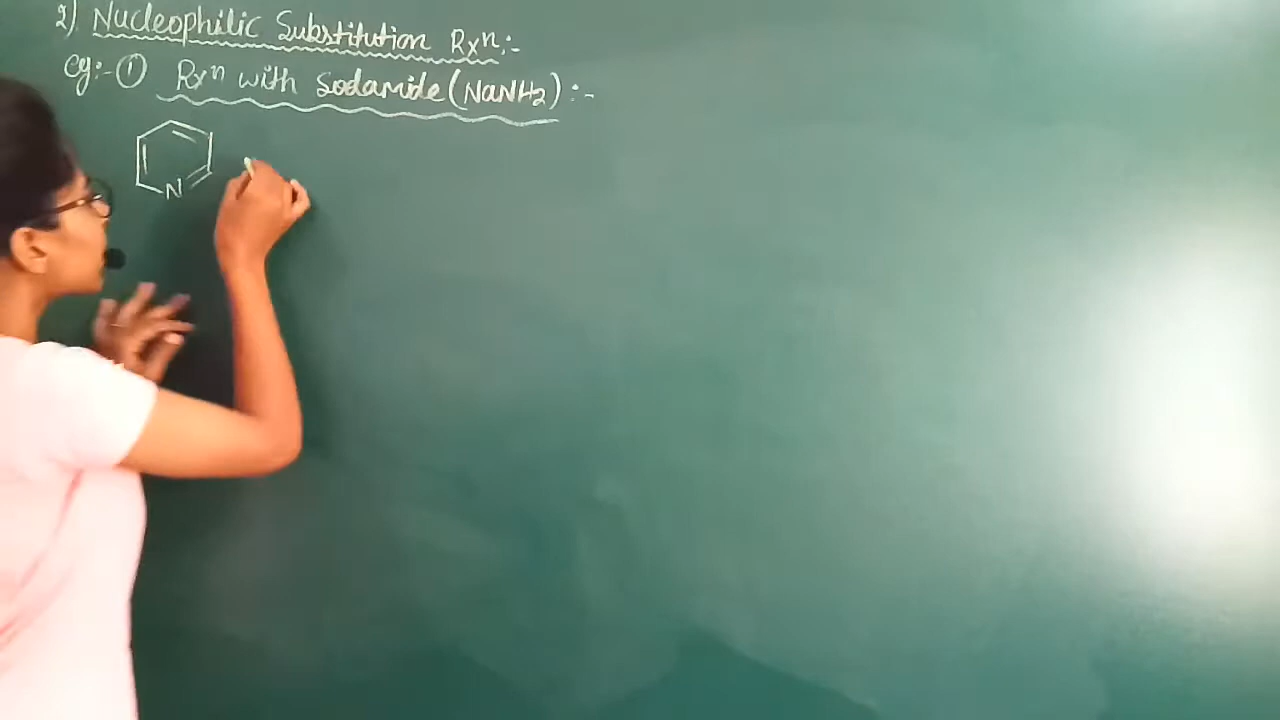 2) Nucleophilic Substitution Rxⁿ:-
eg:- ① Rxⁿ with Sodamide (NaNH₂) :-
N